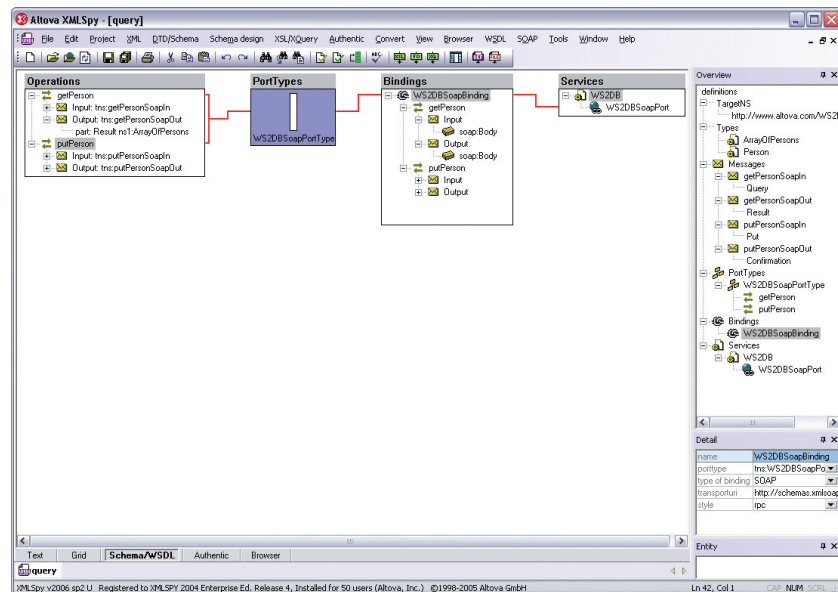 Altova XMLSpy - [query]
File Edit Project XML DTD/Schema Schema design XSL/XQuery Authentic Convert View Browser WSDL SOAP Tools Window Help
Operations
getPerson
Input: tns:getPersonSoapIn
Output: tns:getPersonSoapOut
part: Result ns1:ArrayOfPersons
putPerson
Input: tns:putPersonSoapIn
Output: tns:putPersonSoapOut
PortTypes
WS2DBSoapPortType
Bindings
WS2DBSoapBinding
getPerson
Input
soap:Body
Output
soap:Body
putPerson
Input
Output
Services
WS2DB
WS2DBSoapPort
Overview
definitions
TargetNS
http://www.altova.com/WS2
Types
ArrayOfPersons
Person
Messages
getPersonSoapIn
Query
getPersonSoapOut
Result
putPersonSoapIn
Put
putPersonSoapOut
Confirmation
PortTypes
WS2DBSoapPortType
getPerson
putPerson
Bindings
WS2DBSoapBinding
Services
WS2DB
WS2DBSoapPort
Detail
name WS2DBSoapBinding
porttype tns:WS2DBSoapPo
type of binding SOAP
transporturi http://schemas.xmlsoap
style rpc
Entity
Text Grid Schema/WSDL Authentic Browser
query
XMLSpy v2006 sp2 U Registered to XMLSPY 2004 Enterprise Ed. Release 4, Installed for 50 users (Altova, Inc.) ©1998-2005 Altova GmbH Ln 42, Col 1 CAP NUM SCRL